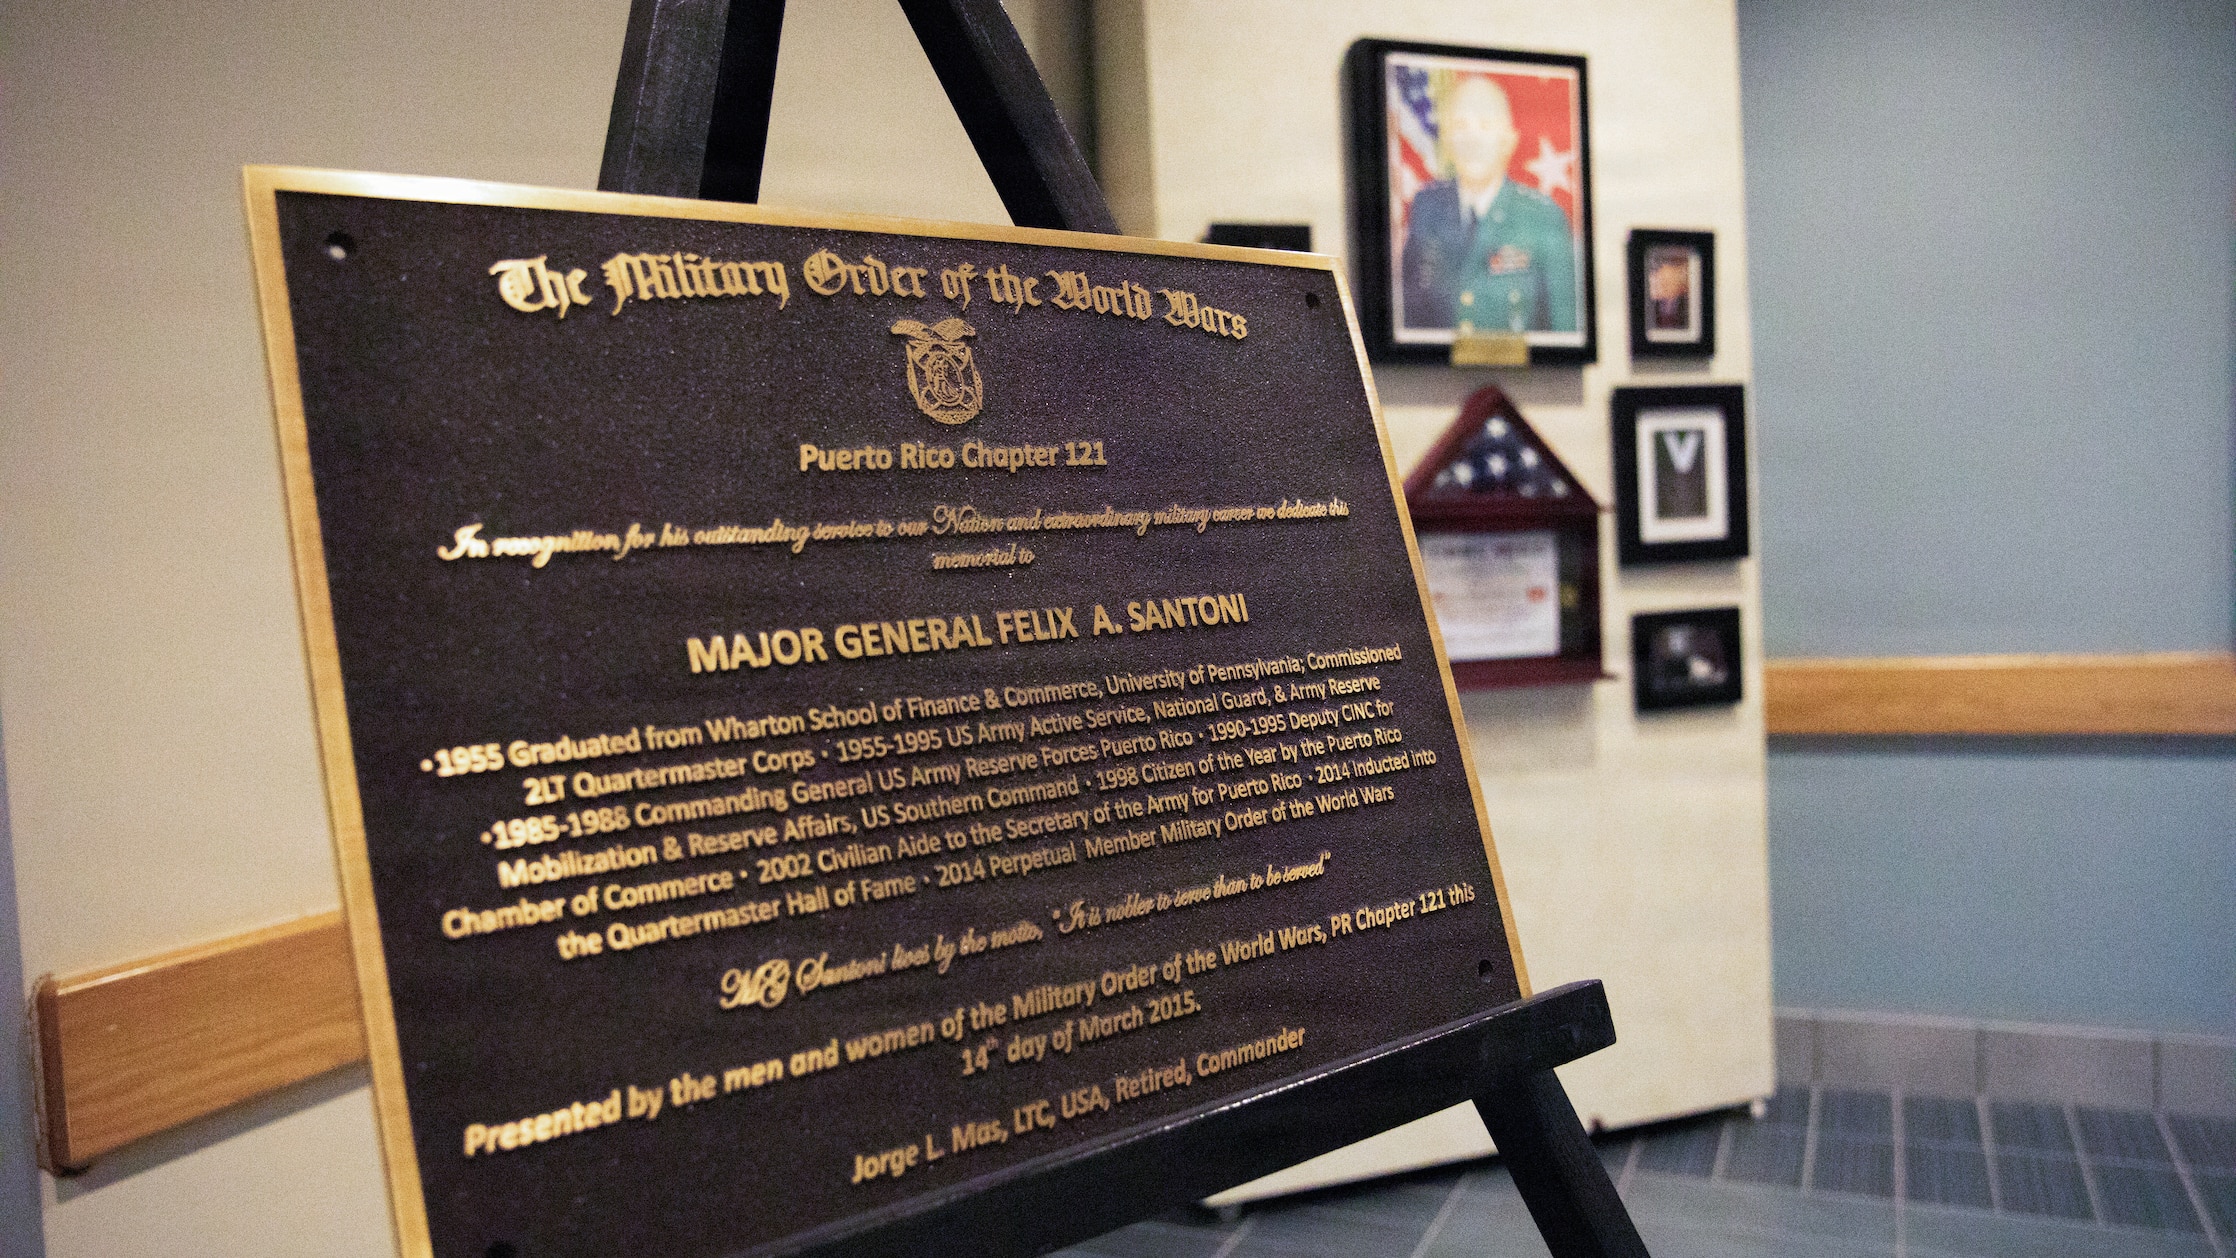 The Military Order of the World Wars
Puerto Rico Chapter 121
In recognition for his outstanding service to our Nation and extraordinary military career we dedicate this
memorial to
MAJOR GENERAL FELIX A. SANTONI
•1955 Graduated from Wharton School of Finance & Commerce, University of Pennsylvania; Commissioned
2LT Quartermaster Corps • 1955-1995 US Army Active Service, National Guard, & Army Reserve
•1985-1988 Commanding General US Army Reserve Forces Puerto Rico • 1990-1995 Deputy CINC for
Mobilization & Reserve Affairs, US Southern Command • 1998 Citizen of the Year by the Puerto Rico
Chamber of Commerce • 2002 Civilian Aide to the Secretary of the Army for Puerto Rico • 2014 Inducted into
the Quartermaster Hall of Fame • 2014 Perpetual Member Military Order of the World Wars
MG Santoni lives by the motto, "It is nobler to serve than to be served"
Presented by the men and women of the Military Order of the World Wars, PR Chapter 121 this
14th day of March 2015.
Jorge L. Mas, LTC, USA, Retired, Commander